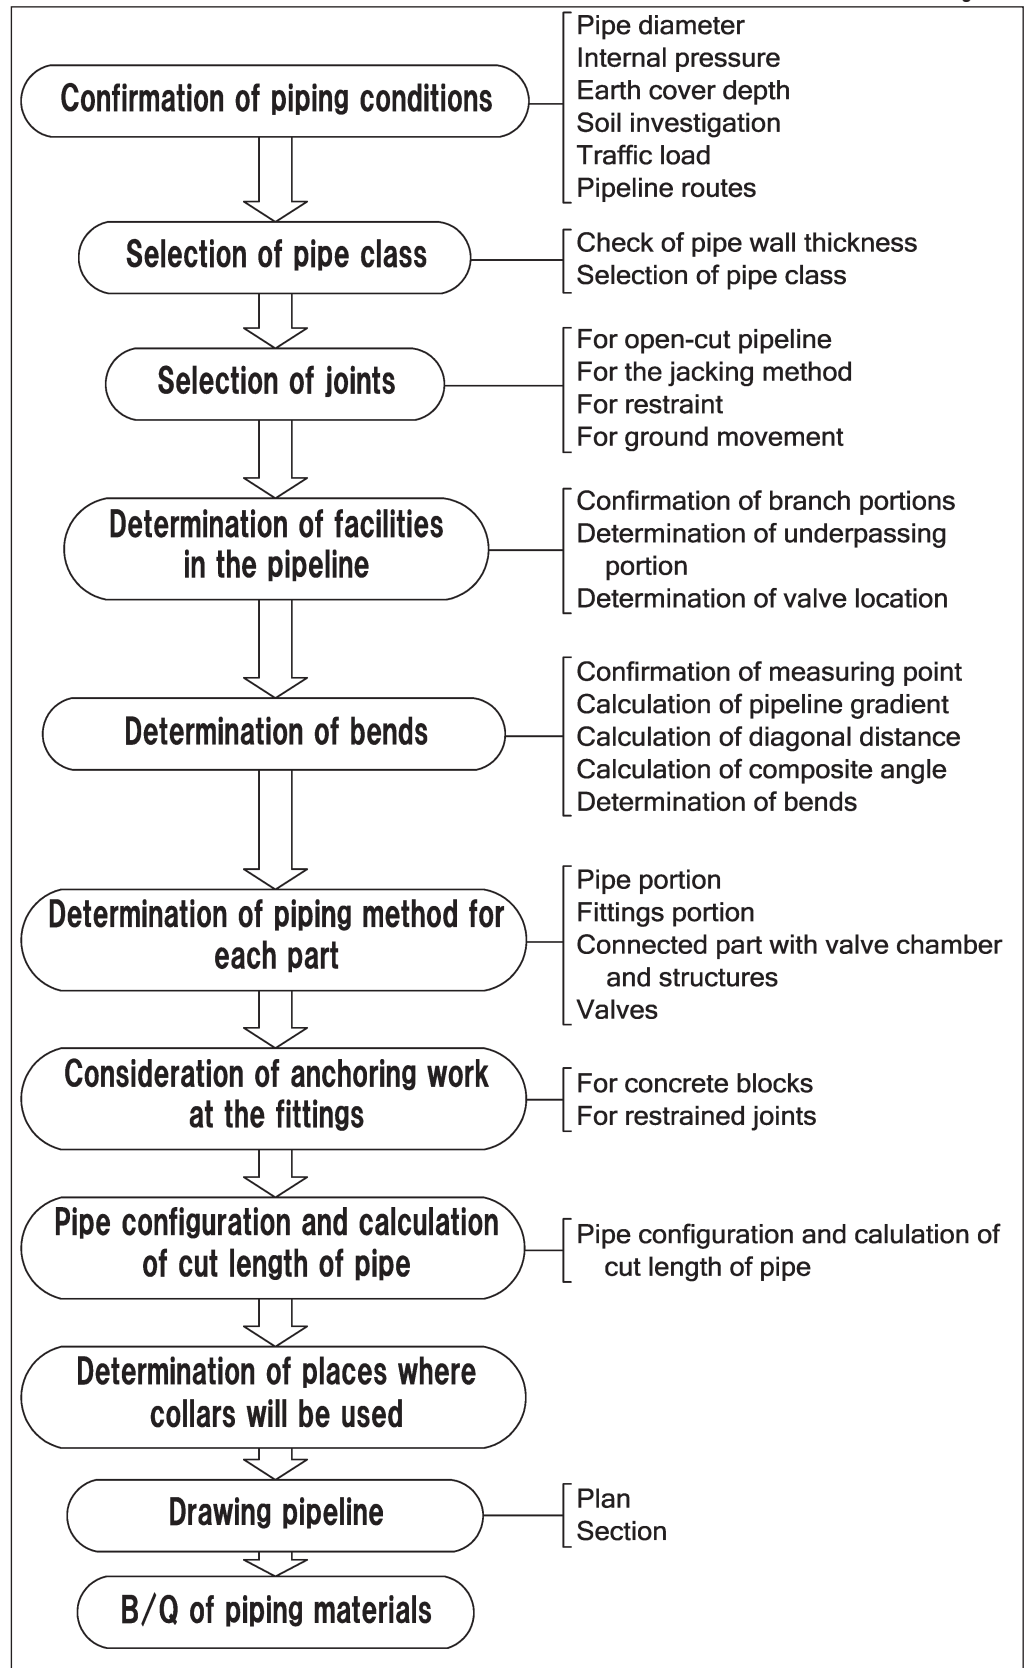 Confirmation of piping conditions
Pipe diameter
Internal pressure
Earth cover depth
Soil investigation
Traffic load
Pipeline routes
Selection of pipe class
Check of pipe wall thickness
Selection of pipe class
Selection of joints
For open-cut pipeline
For the jacking method
For restraint
For ground movement
Determination of facilities
in the pipeline
Confirmation of branch portions
Determination of underpassing
portion
Determination of valve location
Determination of bends
Confirmation of measuring point
Calculation of pipeline gradient
Calculation of diagonal distance
Calculation of composite angle
Determination of bends
Determination of piping method for
each part
Pipe portion
Fittings portion
Connected part with valve chamber
and structures
Valves
Consideration of anchoring work
at the fittings
For concrete blocks
For restrained joints
Pipe configuration and calculation
of cut length of pipe
Pipe configuration and calulation of
cut length of pipe
Determination of places where
collars will be used
Drawing pipeline
Plan
Section
B/Q of piping materials